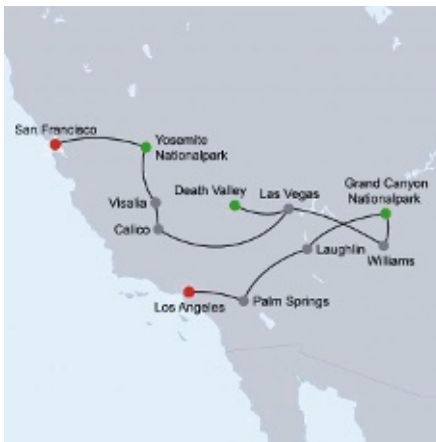 San Francisco
Yosemite
Nationalpark
Visalia
Calico
Death Valley
Las Vegas
Grand Canyon
Nationalpark
Laughlin
Williams
Los Angeles
Palm Springs